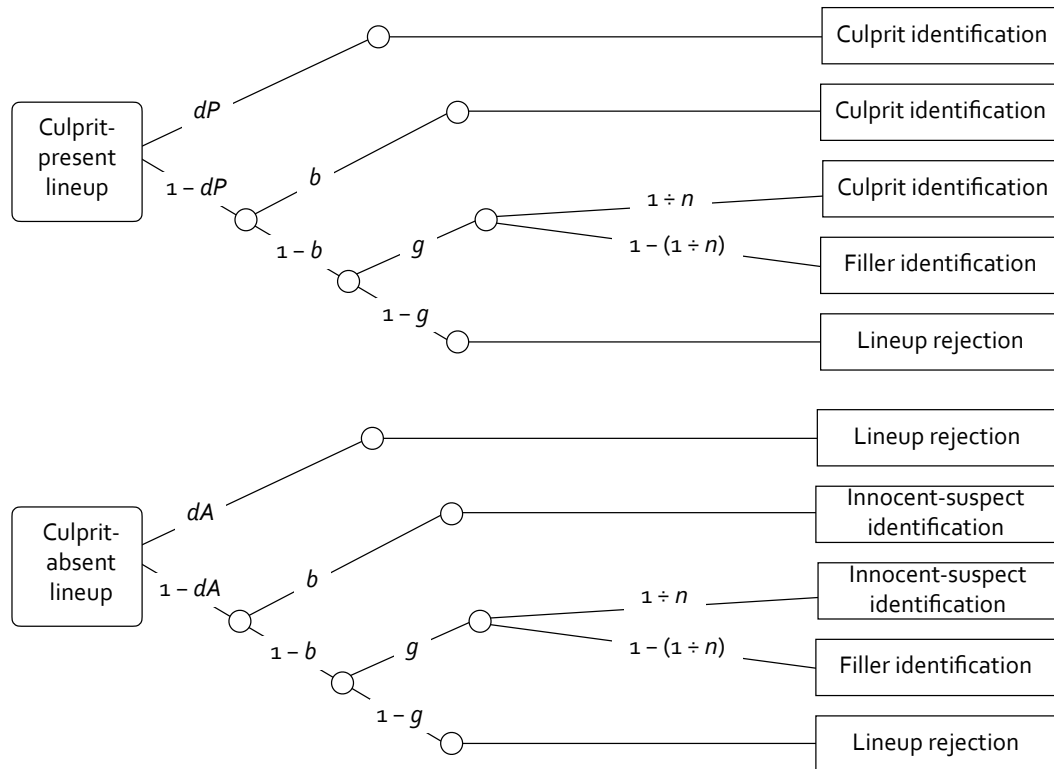 Culprit identification
dP
Culprit-
present
lineup
Culprit identification
1 – dP
b
Culprit identification
1 ÷ n
1 – b
g
1 – (1 ÷ n)
Filler identification
1 – g
Lineup rejection
Lineup rejection
dA
Culprit-
absent
lineup
Innocent-suspect
identification
1 – dA
b
Innocent-suspect
identification
1 ÷ n
1 – b
g
1 – (1 ÷ n)
Filler identification
1 – g
Lineup rejection